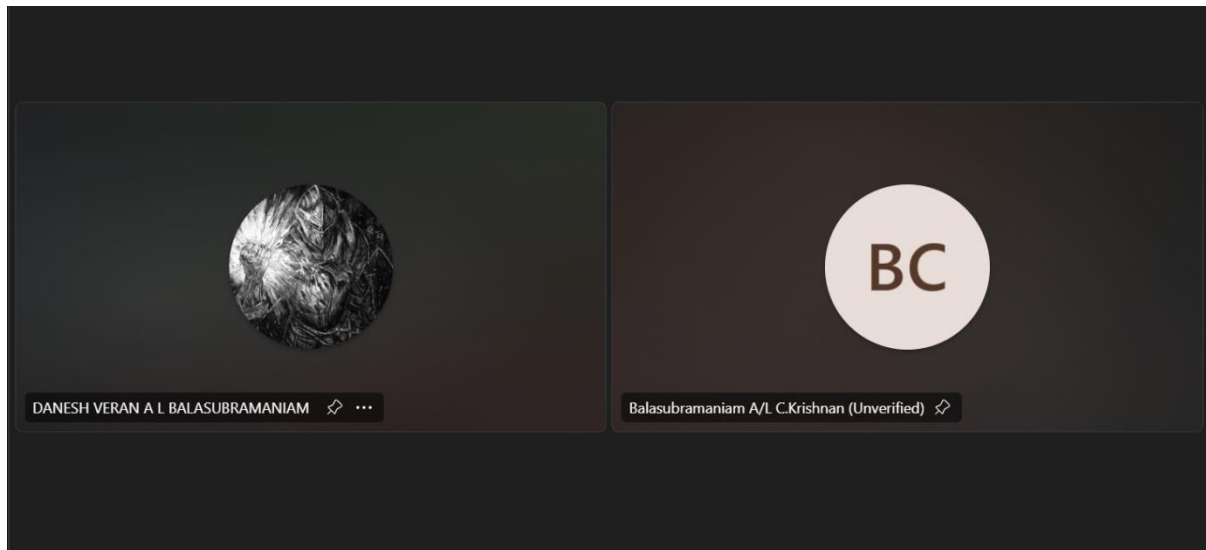 BC
DANESH VERAN A L BALASUBRAMANIAM
Balasubramaniam A/L C.Krishnan (Unverified)